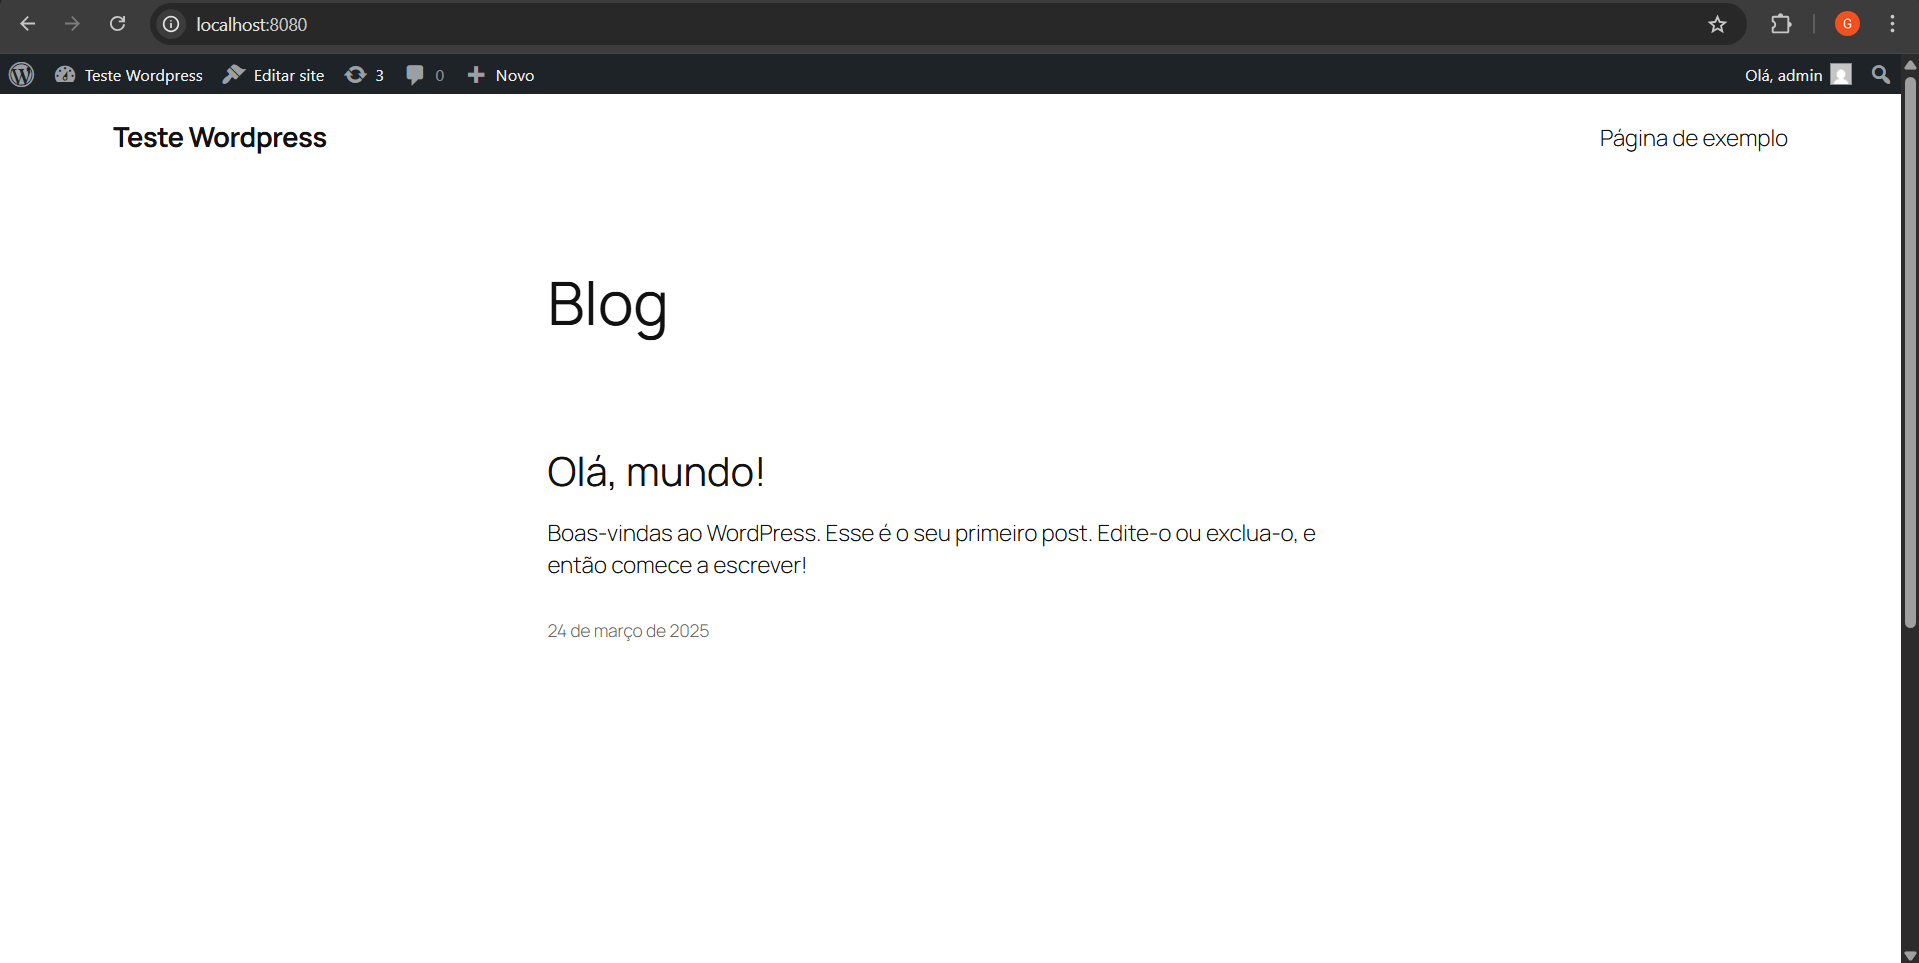 localhost:8080
G
Teste Wordpress
Editar site
3
0
Novo
Olá, admin
Teste Wordpress
Página de exemplo
Blog
Olá, mundo!
Boas-vindas ao WordPress. Esse é o seu primeiro post. Edite-o ou exclua-o, e
então comece a escrever!
24 de março de 2025